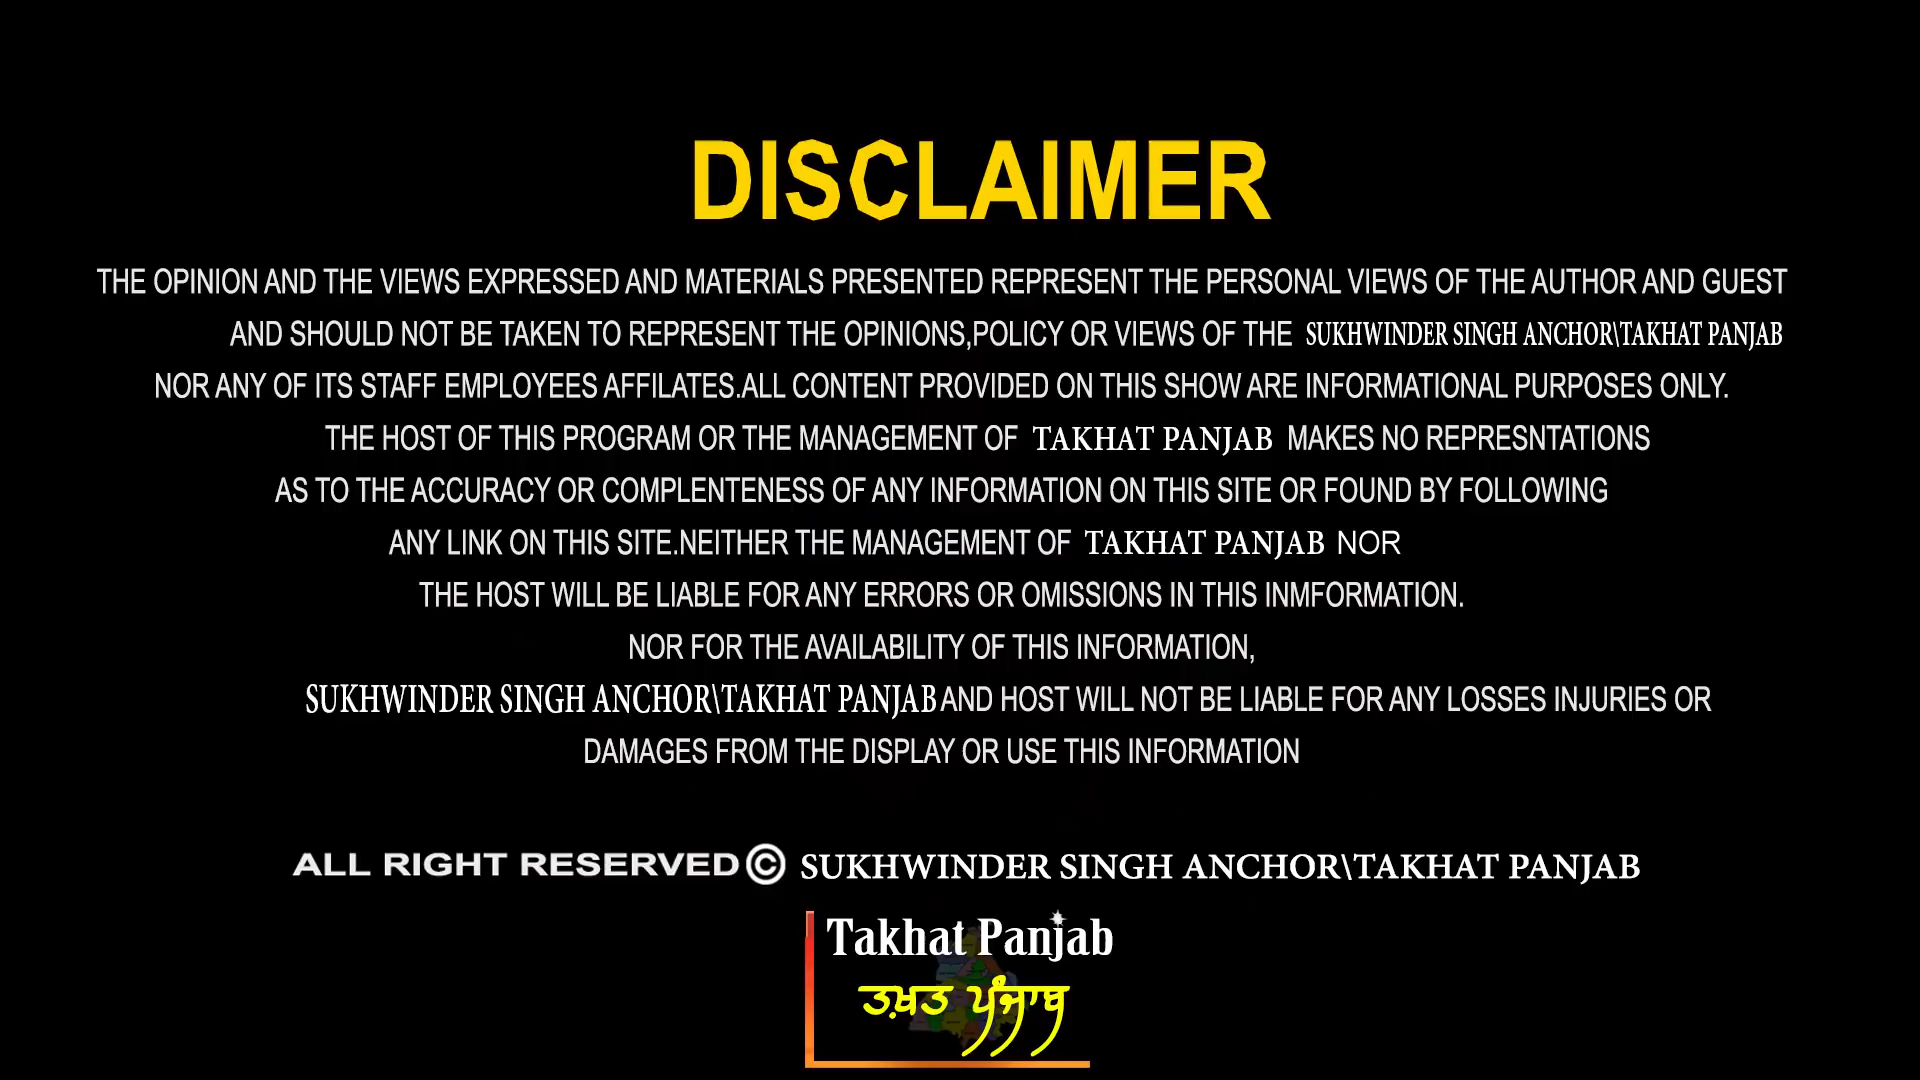 DISCLAIMER
THE OPINION AND THE VIEWS EXPRESSED AND MATERIALS PRESENTED REPRESENT THE PERSONAL VIEWS OF THE AUTHOR AND GUEST
AND SHOULD NOT BE TAKEN TO REPRESENT THE OPINIONS,POLICY OR VIEWS OF THE SUKHWINDER SINGH ANCHOR\TAKHAT PANJAB
NOR ANY OF ITS STAFF EMPLOYEES AFFILATES.ALL CONTENT PROVIDED ON THIS SHOW ARE INFORMATIONAL PURPOSES ONLY.
THE HOST OF THIS PROGRAM OR THE MANAGEMENT OF TAKHAT PANJAB MAKES NO REPRESNTATIONS
AS TO THE ACCURACY OR COMPLENTENESS OF ANY INFORMATION ON THIS SITE OR FOUND BY FOLLOWING
ANY LINK ON THIS SITE.NEITHER THE MANAGEMENT OF TAKHAT PANJAB NOR
THE HOST WILL BE LIABLE FOR ANY ERRORS OR OMISSIONS IN THIS INMFORMATION.
NOR FOR THE AVAILABILITY OF THIS INFORMATION,
SUKHWINDER SINGH ANCHOR\TAKHAT PANJAB AND HOST WILL NOT BE LIABLE FOR ANY LOSSES INJURIES OR
DAMAGES FROM THE DISPLAY OR USE THIS INFORMATION
ALL RIGHT RESERVED © SUKHWINDER SINGH ANCHOR\TAKHAT PANJAB
Takhat Panjab
ਤਖ਼ਤ ਪੰਜਾਬ